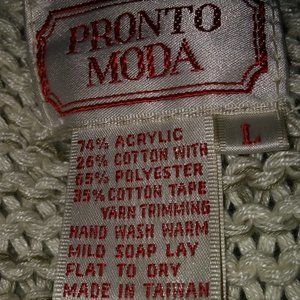 PRONTO
MODA
L
74% ACRYLIC
26% COTTON WITH
65% POLYESTER
35% COTTON TAPE
YARN TRIMMING
HAND WASH WARM
MILD SOAP LAY
FLAT TO DRY
MADE IN TAIWAN